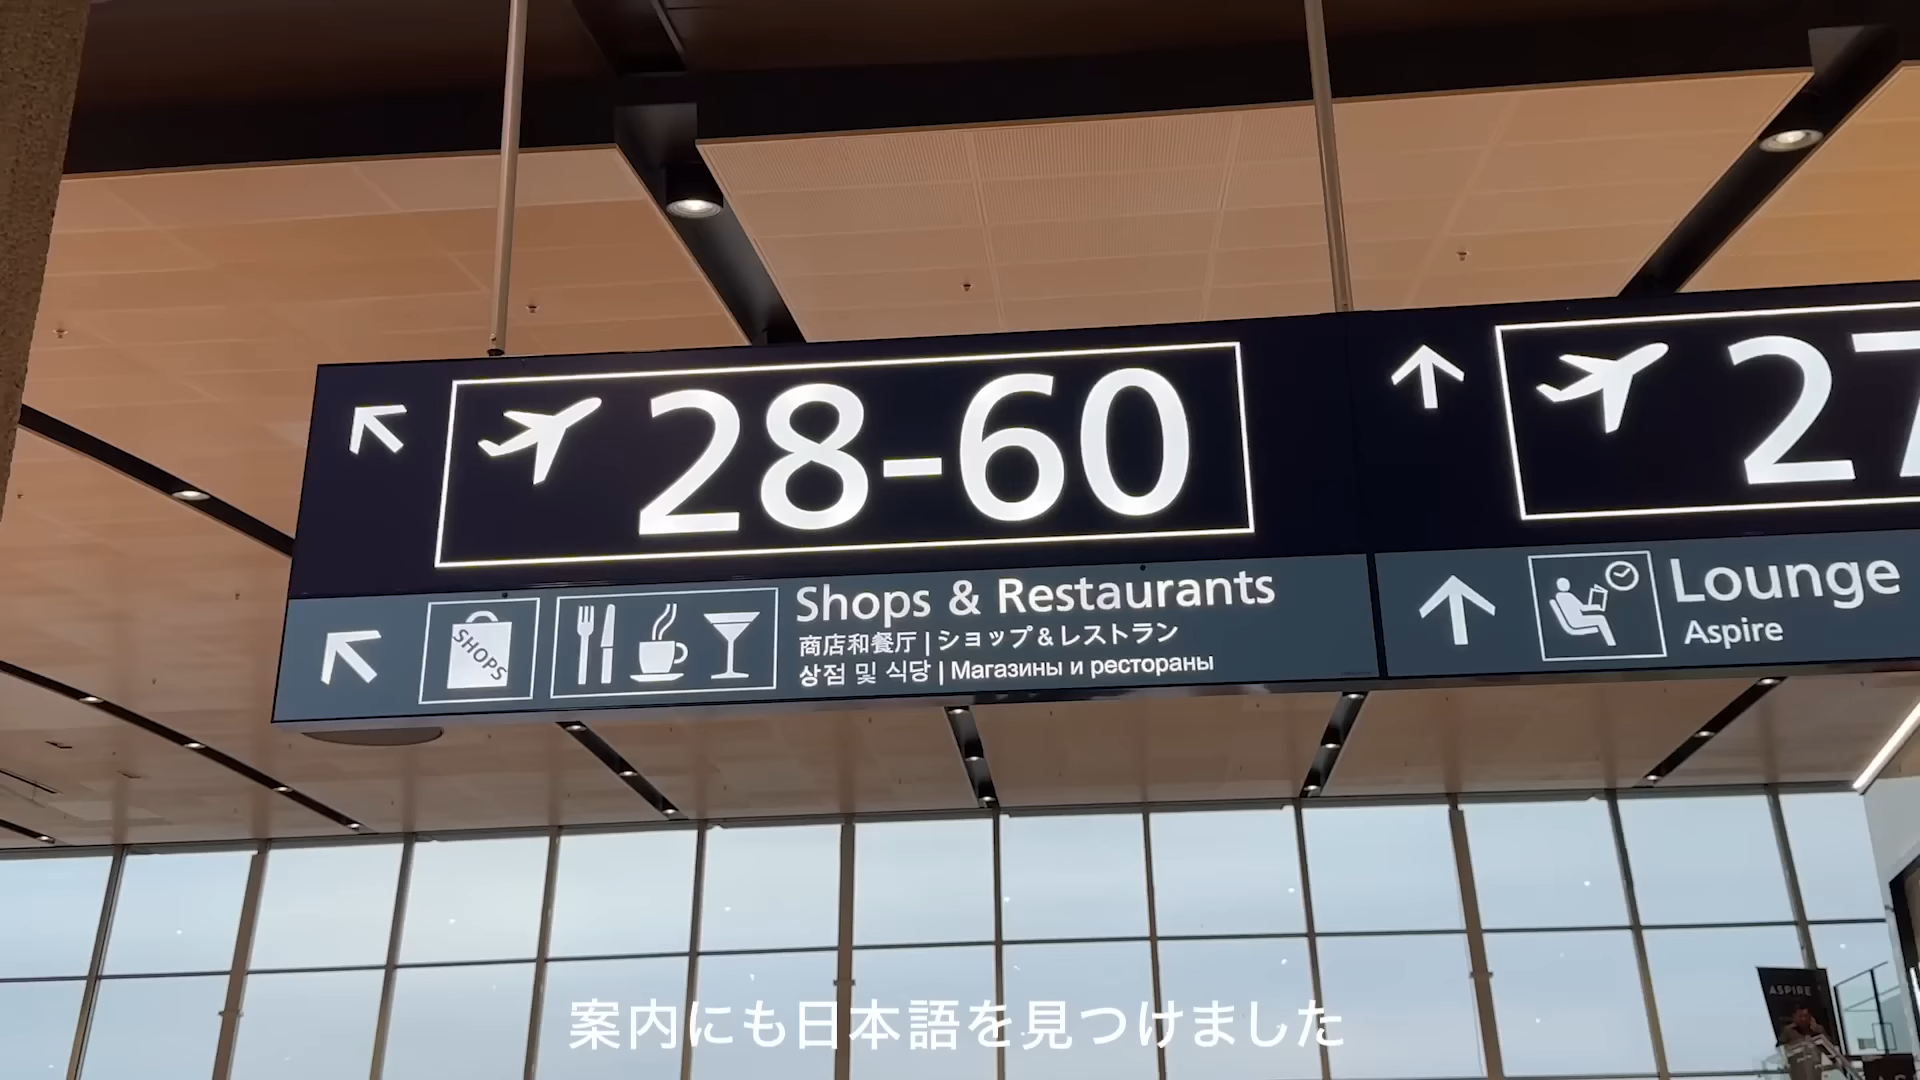 28-60
27
SHOPS
Shops & Restaurants
商店和餐厅 | ショップ&レストラン
상점 및 식당 | Магазины и рестораны
Lounge
Aspire
ASPIRE
案内にも日本語を見つけました